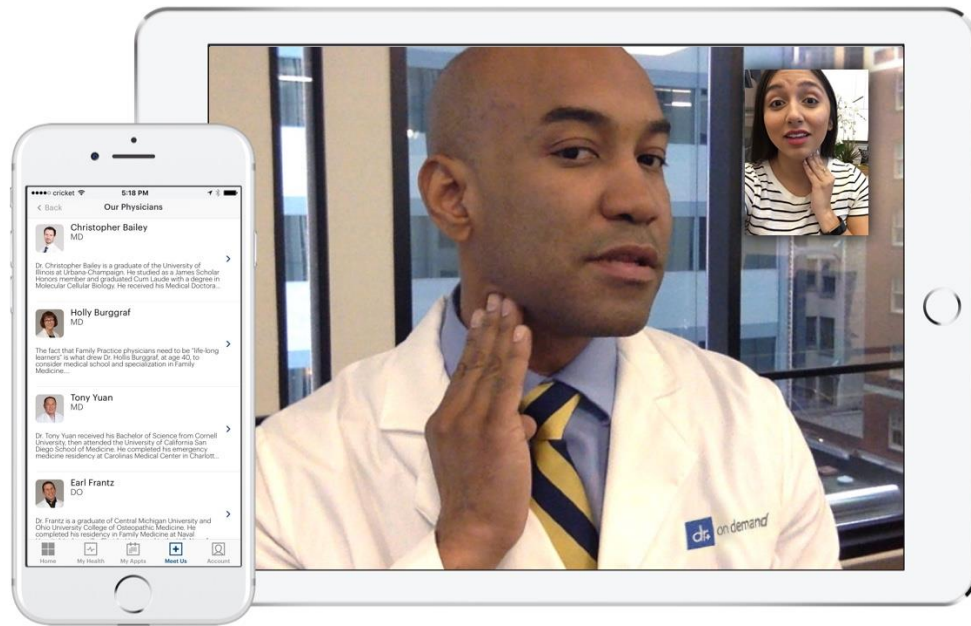 cricket 5:18 PM
Back Our Physicians
Christopher Bailey
MD
Dr. Christopher Bailey is a graduate of the University of
Illinois at Urbana-Champaign. He studied as a James Scholar
Honors member and graduated Cum Laude with a degree in
Molecular Cellular Biology. He received his Medical Doctora...
Holly Burggraf
MD
The fact that Family Practice physicians need to be "life-long
learners" is what drew Dr. Hollis Burggraf, at age 40, to
consider medical school and specialization in Family
Medicine....
Tony Yuan
MD
Dr. Tony Yuan received his Bachelor of Science from Cornell
University, then attended the University of California San
Diego School of Medicine. He completed his emergency
medicine residency at Carolinas Medical Center in Charlott...
Earl Frantz
DO
Dr. Frantz is a graduate of Central Michigan University and
Ohio University College of Osteopathic Medicine. He
completed his residency in Family Medicine at Naval
Home My Health My Appts Meet Us Account
dr+ on demand